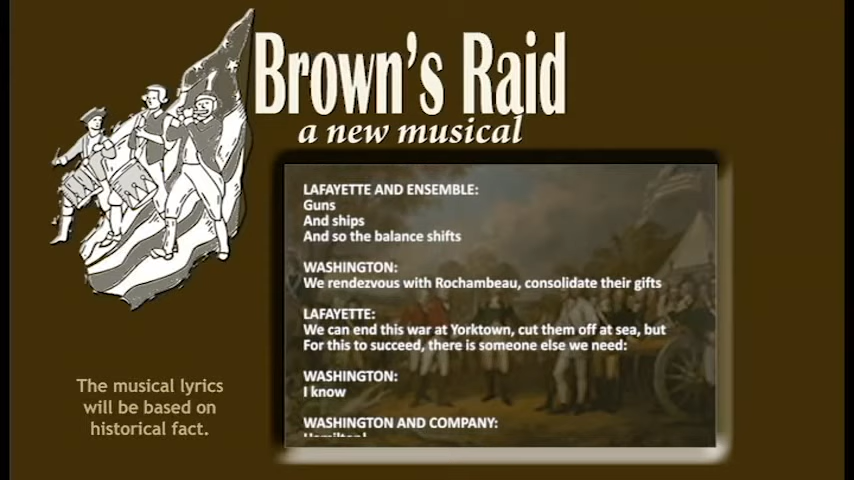 Brown's Raid
a new musical
LAFAYETTE AND ENSEMBLE:
Guns
And ships
And so the balance shifts
WASHINGTON:
We rendezvous with Rochambeau, consolidate their gifts
LAFAYETTE:
We can end this war at Yorktown, cut them off at sea, but
For this to succeed, there is someone else we need:
WASHINGTON:
I know
WASHINGTON AND COMPANY:
Hamilton!
The musical lyrics
will be based on
historical fact.